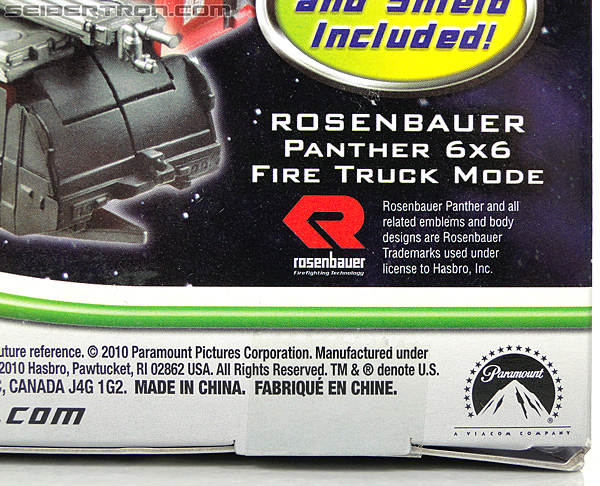 SEIBERTRON.COM
and Shield
Included!
ROSENBAUER
PANTHER 6X6
FIRE TRUCK MODE
R
rosenbauer
Firefighting Technology
Rosenbauer Panther and all
related emblems and body
designs are Rosenbauer
Trademarks used under
license to Hasbro, Inc.
uture reference. © 2010 Paramount Pictures Corporation. Manufactured under
2010 Hasbro, Pawtucket, RI 02862 USA. All Rights Reserved. TM & ® denote U.S.
, CANADA J4G 1G2. MADE IN CHINA. FABRIQUÉ EN CHINE.
.com
Paramount
A VIACOM COMPANY